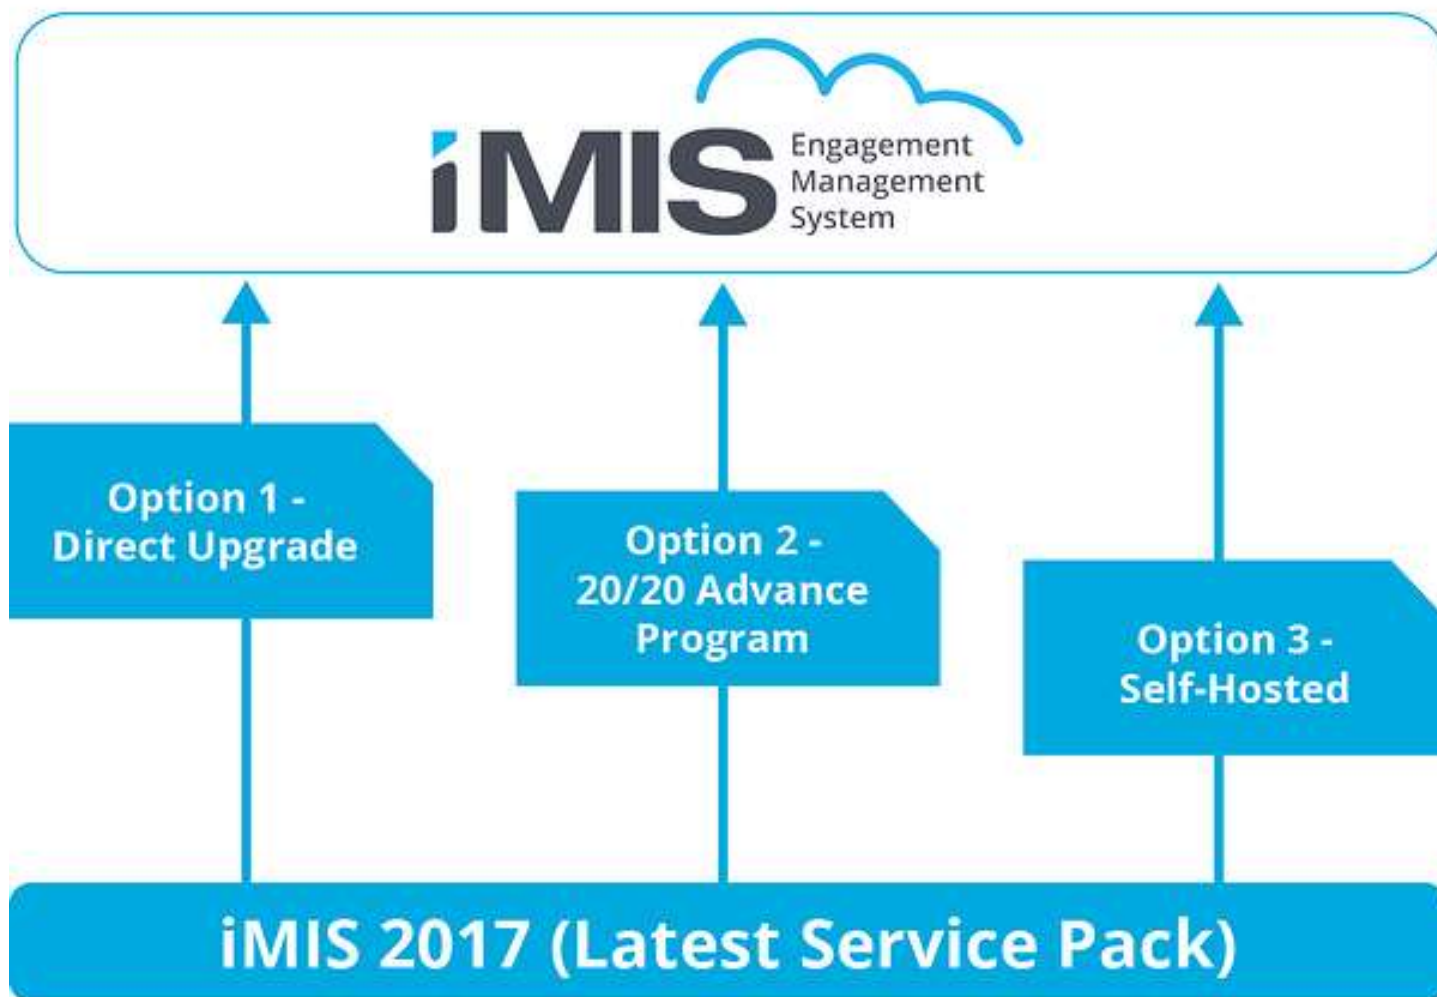 iMIS
Engagement
Management
System
Option 1 -
Direct Upgrade
Option 2 -
20/20 Advance
Program
Option 3 -
Self-Hosted
iMIS 2017 (Latest Service Pack)